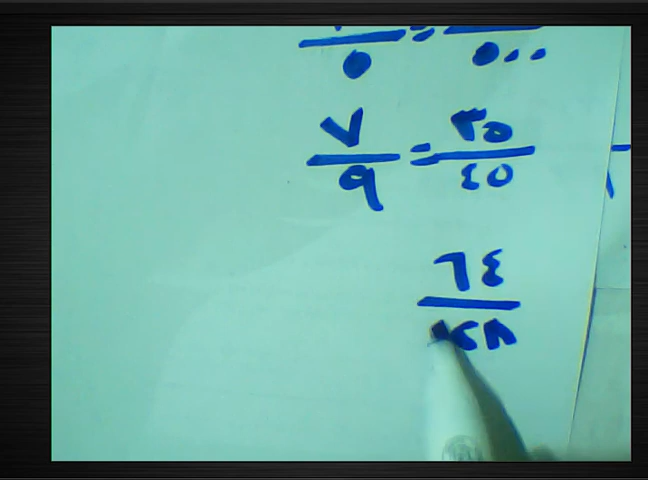 ٥٠٠ = ٥
٣٥ = ٧
٤٥ ٩
٦٤